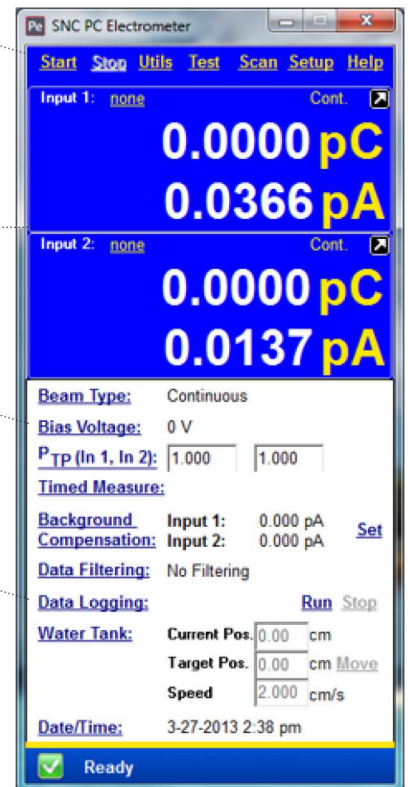 Pe SNC PC Electrometer
Start Stop Utils Test Scan Setup Help
Input 1: none Cont.
0.0000 pC
0.0366 pA
Input 2: none Cont.
0.0000 pC
0.0137 pA
Beam Type: Continuous
Bias Voltage: 0 V
PTP (In 1, In 2): 1.000 1.000
Timed Measure:
Background Input 1: 0.000 pA Set
Compensation: Input 2: 0.000 pA
Data Filtering: No Filtering
Data Logging: Run Stop
Water Tank: Current Pos. 0.00 cm
Target Pos. 0.00 cm Move
Speed 2.000 cm/s
Date/Time: 3-27-2013 2:38 pm
Ready